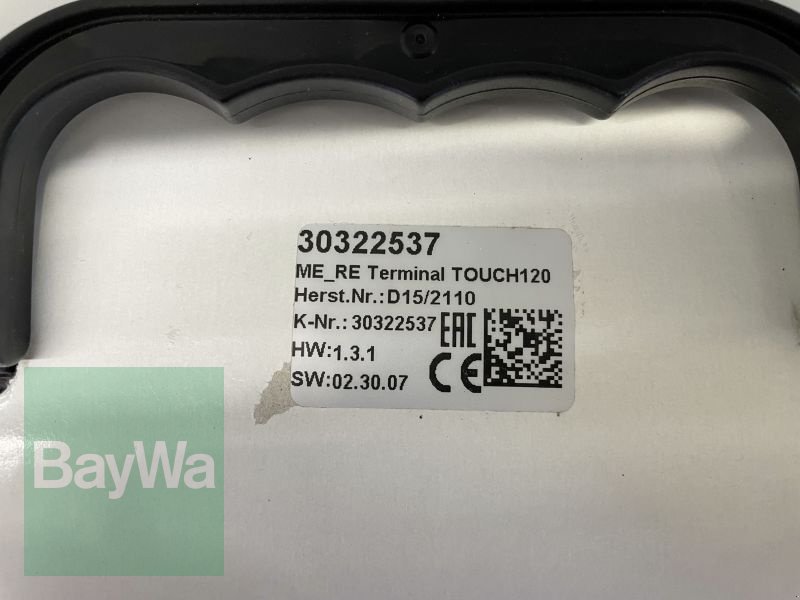 30322537
ME_RE Terminal TOUCH120
Herst.Nr.:D15/2110
K-Nr.: 30322537
EAC
HW:1.3.1
CE
SW:02.30.07
BayWa